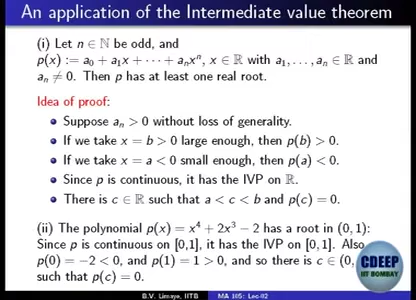 An application of the Intermediate value theorem
(i) Let n ∈ ℕ be odd, and
p(x) := a₀ + a₁x + ··· + aₙxⁿ, x ∈ ℝ with a₁, ..., aₙ ∈ ℝ and
aₙ ≠ 0. Then p has at least one real root.
Idea of proof:
• Suppose aₙ > 0 without loss of generality.
• If we take x = b > 0 large enough, then p(b) > 0.
• If we take x = a < 0 small enough, then p(a) < 0.
• Since p is continuous, it has the IVP on ℝ.
• There is c ∈ ℝ such that a < c < b and p(c) = 0.
(ii) The polynomial p(x) = x⁴ + 2x³ − 2 has a root in (0, 1):
Since p is continuous on [0,1], it has the IVP on [0, 1]. Also
p(0) = −2 < 0, and p(1) = 1 > 0, and so there is c ∈ (0,
such that p(c) = 0.
CDEEP
IIT BOMBAY
B.V. Limaye, IITB MA 105: Lec-02